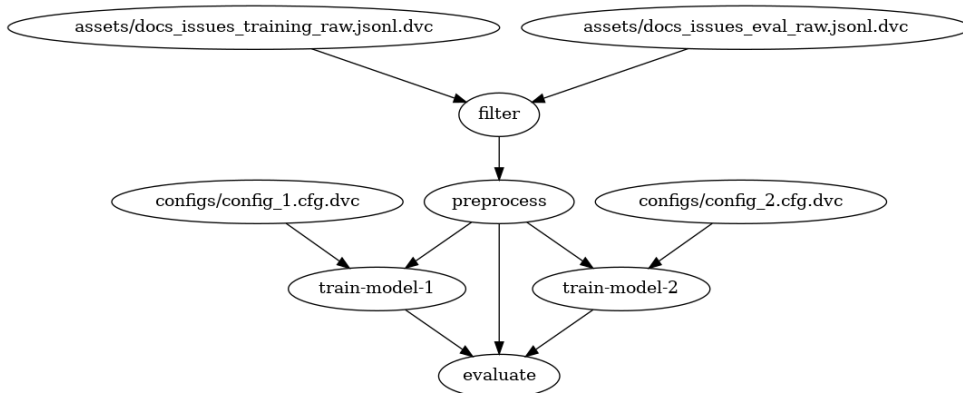 assets/docs_issues_training_raw.jsonl.dvc
assets/docs_issues_eval_raw.jsonl.dvc
filter
configs/config_1.cfg.dvc
preprocess
configs/config_2.cfg.dvc
train-model-1
train-model-2
evaluate